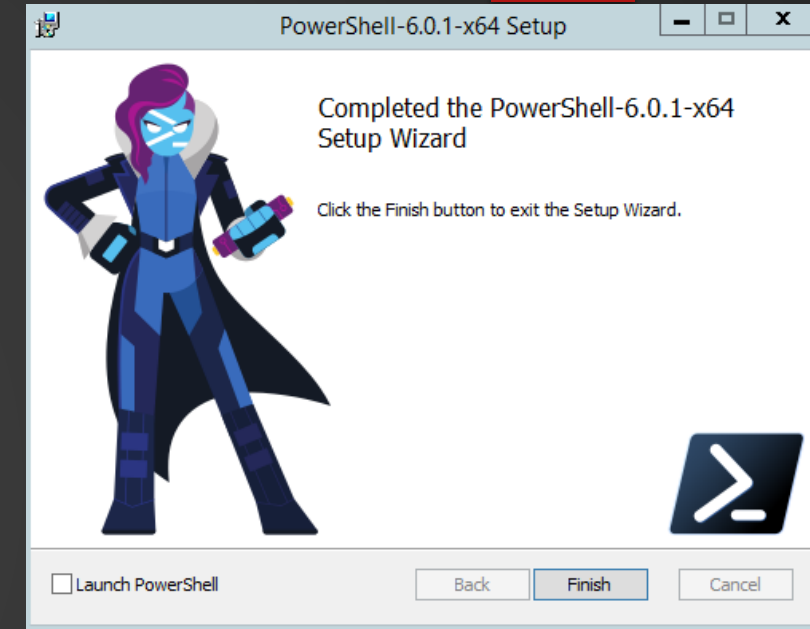 PowerShell-6.0.1-x64 Setup
Completed the PowerShell-6.0.1-x64
Setup Wizard
Click the Finish button to exit the Setup Wizard.
Launch PowerShell
Back
Finish
Cancel